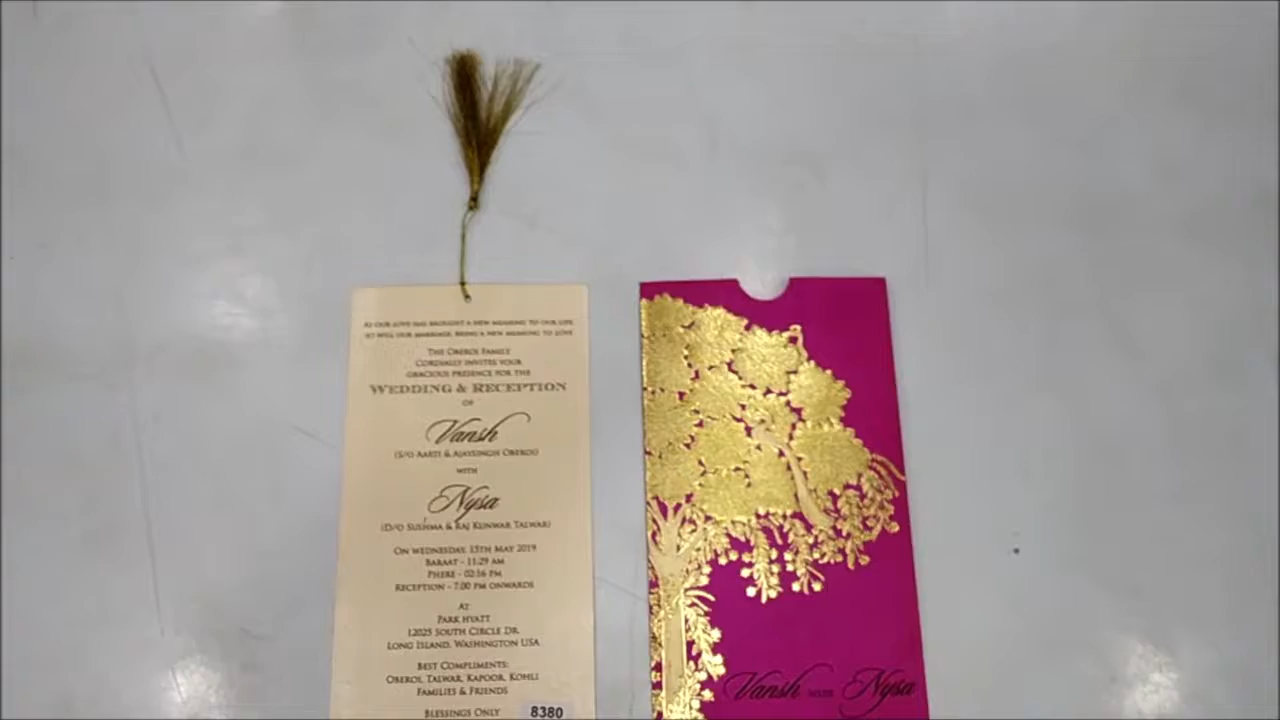 AS OUR LOVE HAS BROUGHT A NEW MEANING TO OUR LIFE
SO WILL OUR MARRIAGE, BRING A NEW MEANING TO LOVE
THE OBEROI FAMILY
CORDIALLY INVITES YOUR
GRACIOUS PRESENCE FOR THE
WEDDING & RECEPTION
OF
Vansh
(S/O AARTI & AJAYSINGH OBEROI)
WITH
Nysa
(D/O SUSHMA & RAJ KUNWAR TALWAR)
ON WEDNESDAY, 15TH MAY 2019
BARAAT - 11:29 AM
PHERE - 02:16 PM
RECEPTION - 7:00 PM ONWARDS
AT
PARK HYATT
12025 SOUTH CIRCLE DR
LONG ISLAND, WASHINGTON USA
BEST COMPLIMENTS:
OBEROI, TALWAR, KAPOOR, KOHLI
FAMILIES & FRIENDS
BLESSINGS ONLY
8380
Vansh WITH Nysa